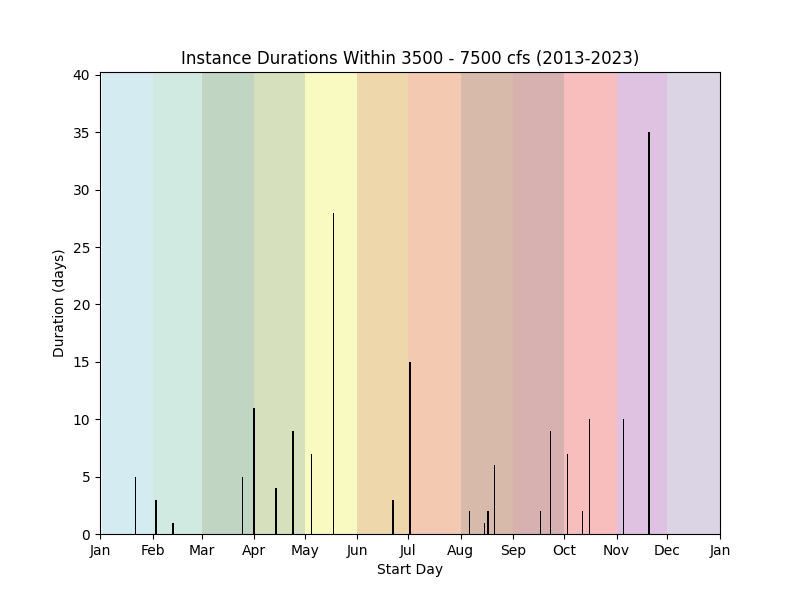 Instance Durations Within 3500 - 7500 cfs (2013-2023)
40
35
30
25
20
15
10
5
0
Duration (days)
Jan Feb Mar Apr May Jun Jul Aug Sep Oct Nov Dec Jan
Start Day